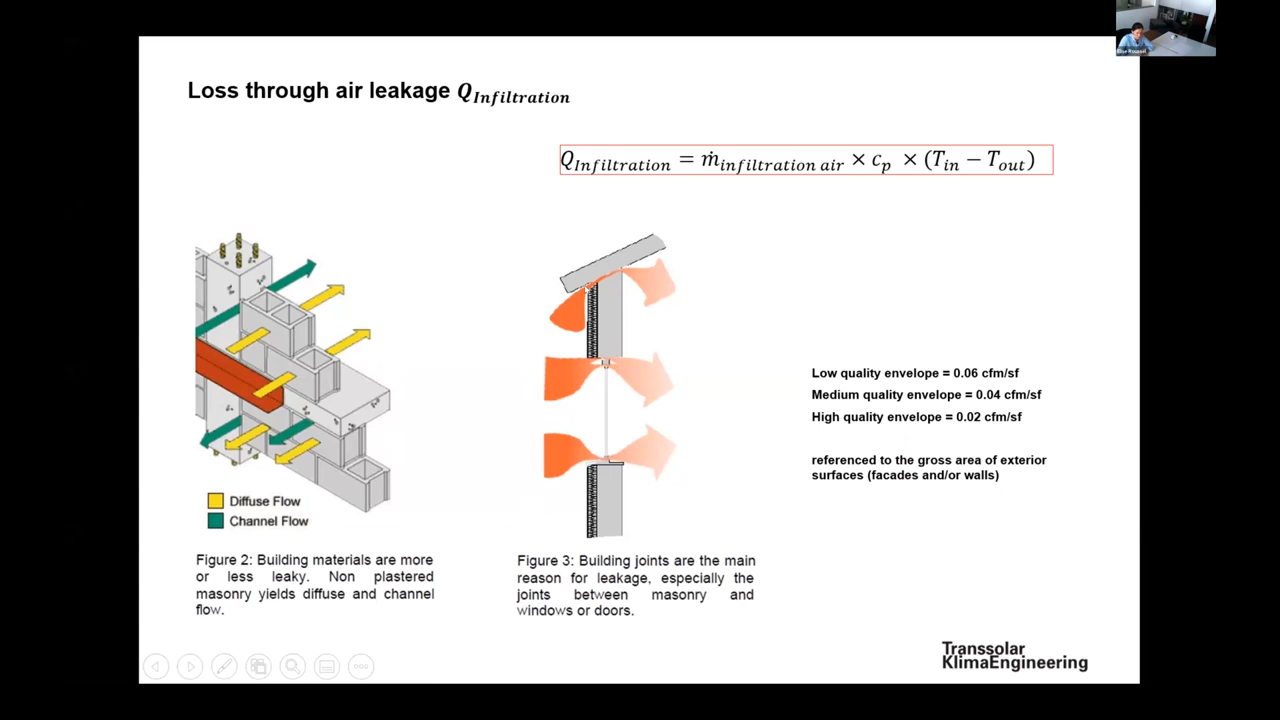 Loss through air leakage Q_Infiltration
Q_Infiltration = ṁ_infiltration air × c_p × (T_in − T_out)
Diffuse Flow
Channel Flow
Figure 2: Building materials are more
or less leaky. Non plastered
masonry yields diffuse and channel
flow.
Figure 3: Building joints are the main
reason for leakage, especially the
joints between masonry and
windows or doors.
Low quality envelope = 0.06 cfm/sf
Medium quality envelope = 0.04 cfm/sf
High quality envelope = 0.02 cfm/sf
referenced to the gross area of exterior
surfaces (facades and/or walls)
Transsolar
KlimaEngineering